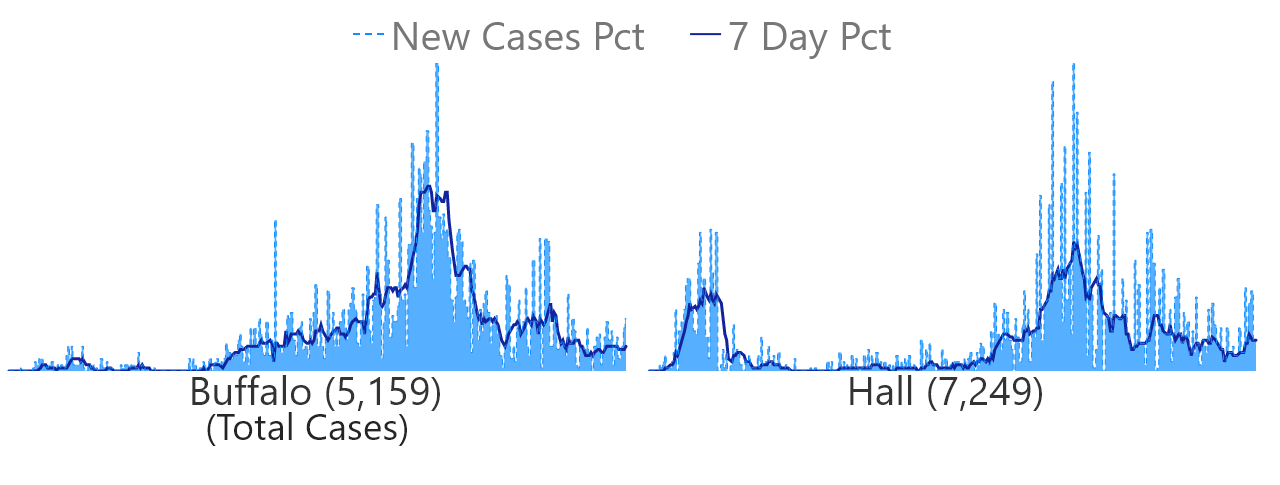 New Cases Pct 7 Day Pct
Buffalo (5,159)
(Total Cases)
Hall (7,249)